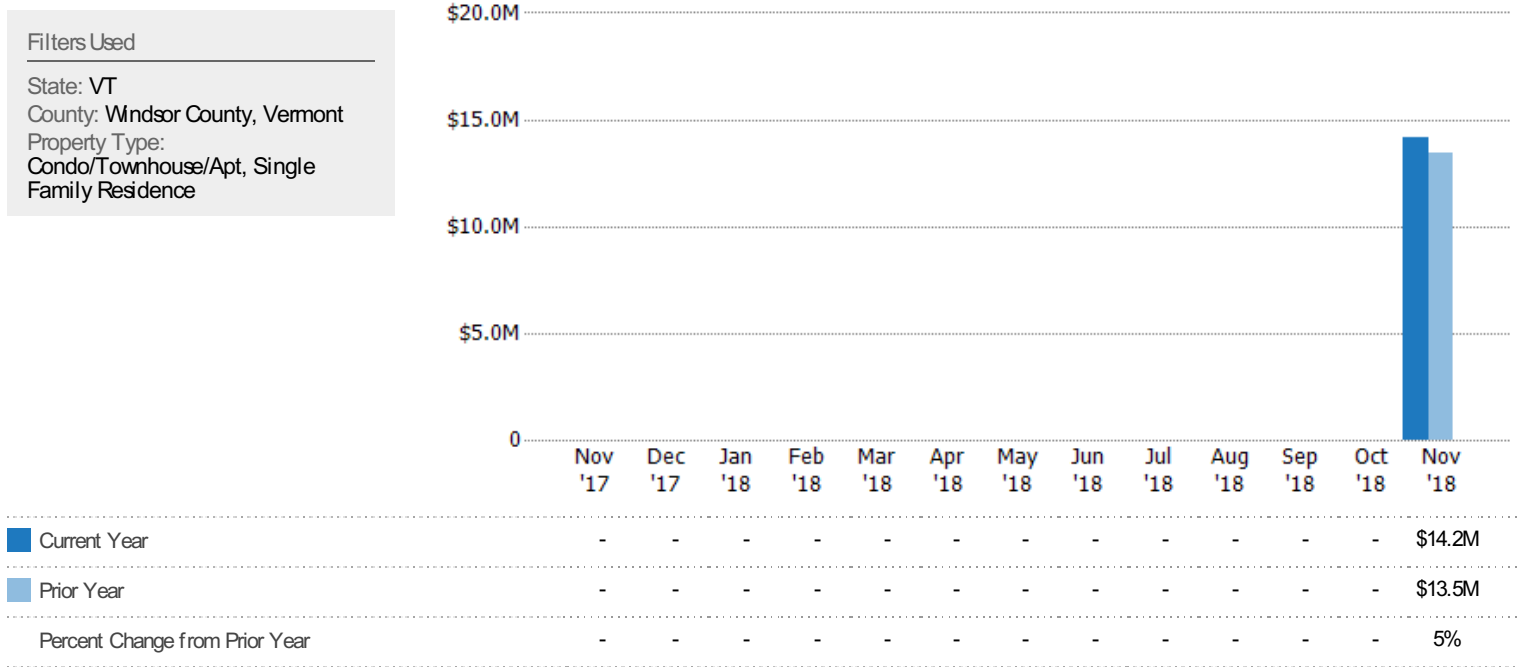 Filters Used
State: VT
County: Windsor County, Vermont
Property Type:
Condo/Townhouse/Apt, Single
Family Residence
$20.0M
$15.0M
$10.0M
$5.0M
0
Nov Dec Jan Feb Mar Apr May Jun Jul Aug Sep Oct Nov
'17 '17 '18 '18 '18 '18 '18 '18 '18 '18 '18 '18 '18
Current Year - - - - - - - - - - - - $14.2M
Prior Year - - - - - - - - - - - - $13.5M
Percent Change from Prior Year - - - - - - - - - - - - 5%